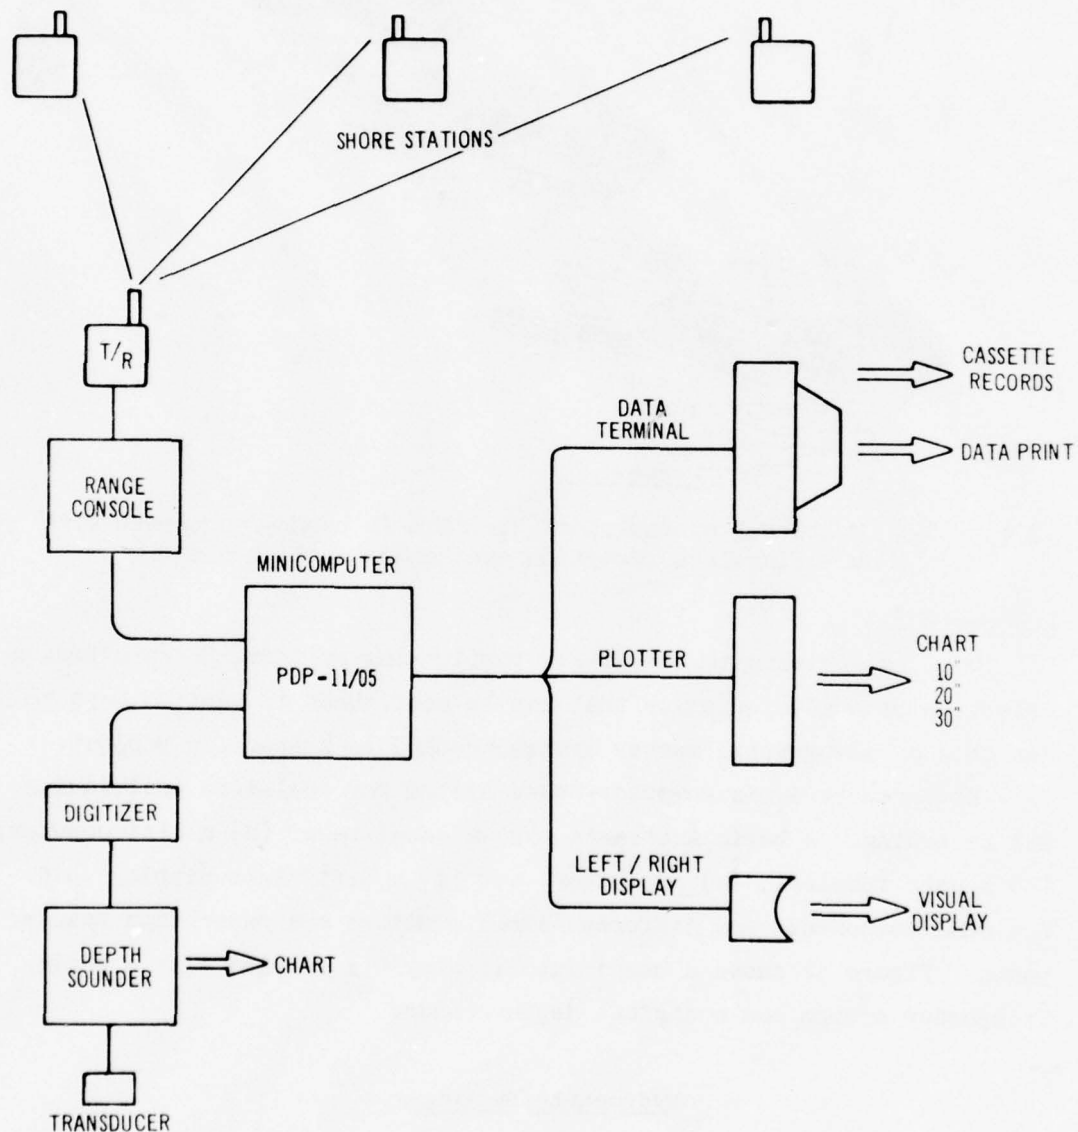 SHORE STATIONS
T/R
CASSETTE
RECORDS
DATA
TERMINAL
DATA PRINT
RANGE
CONSOLE
MINICOMPUTER
PDP-11/05
PLOTTER
CHART
10"
20"
30"
DIGITIZER
LEFT / RIGHT
DISPLAY
VISUAL
DISPLAY
DEPTH
SOUNDER
CHART
TRANSDUCER